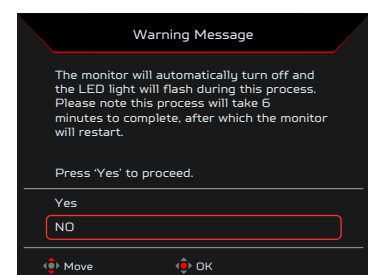 Warning Message
The monitor will automatically turn off and
the LED light will flash during this process.
Please note this process will take 6
minutes to complete, after which the monitor
will restart.
Press ‘Yes’ to proceed.
Yes
NO
Move OK